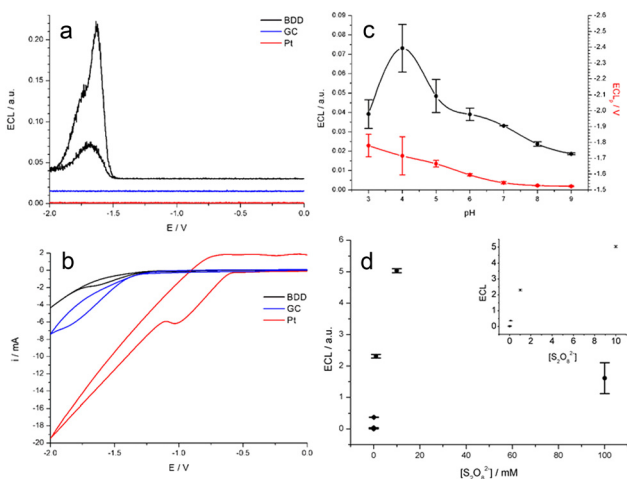 a
BDD
GC
Pt
ECL / a.u.
0.20
0.15
0.10
0.05
0.00
-2.0 -1.5 -1.0 -0.5 0.0
E / V
b
BDD
GC
Pt
i / mA
2
0
-2
-4
-6
-8
-10
-12
-14
-16
-18
-20
-2.0 -1.5 -1.0 -0.5 0.0
E / V
c
ECL / a.u.
0.09
0.08
0.07
0.06
0.05
0.04
0.03
0.02
0.01
0.00
3 4 5 6 7 8 9
pH
-2.6
-2.5
-2.4
-2.3
-2.2
-2.1
-2.0
-1.9
-1.8
-1.7
-1.6
-1.5
ECLₚ / V
d
ECL / a.u.
6
5
4
3
2
1
0
0 20 40 60 80 100
[S₂O₈²⁻] / mM
ECL
5
4
3
2
1
0
0 2 4 6 8 10
[S₂O₈²⁻]